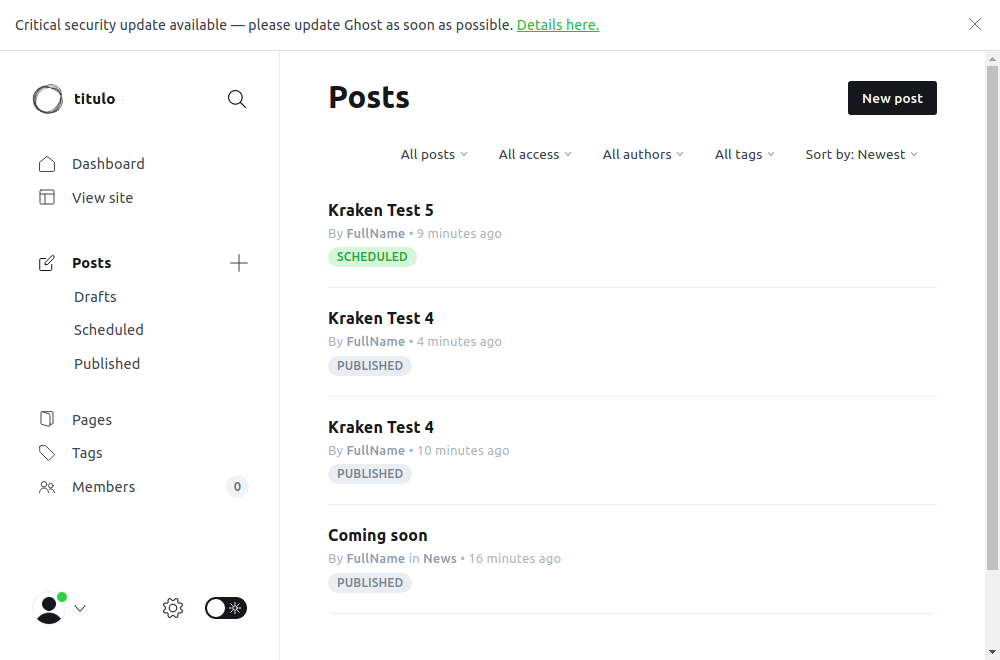 Critical security update available — please update Ghost as soon as possible. Details here.
titulo
Dashboard
View site
Posts
Drafts
Scheduled
Published
Pages
Tags
Members 0
Posts
New post
All posts All access All authors All tags Sort by: Newest
Kraken Test 5
By FullName • 9 minutes ago
SCHEDULED
Kraken Test 4
By FullName • 4 minutes ago
PUBLISHED
Kraken Test 4
By FullName • 10 minutes ago
PUBLISHED
Coming soon
By FullName in News • 16 minutes ago
PUBLISHED